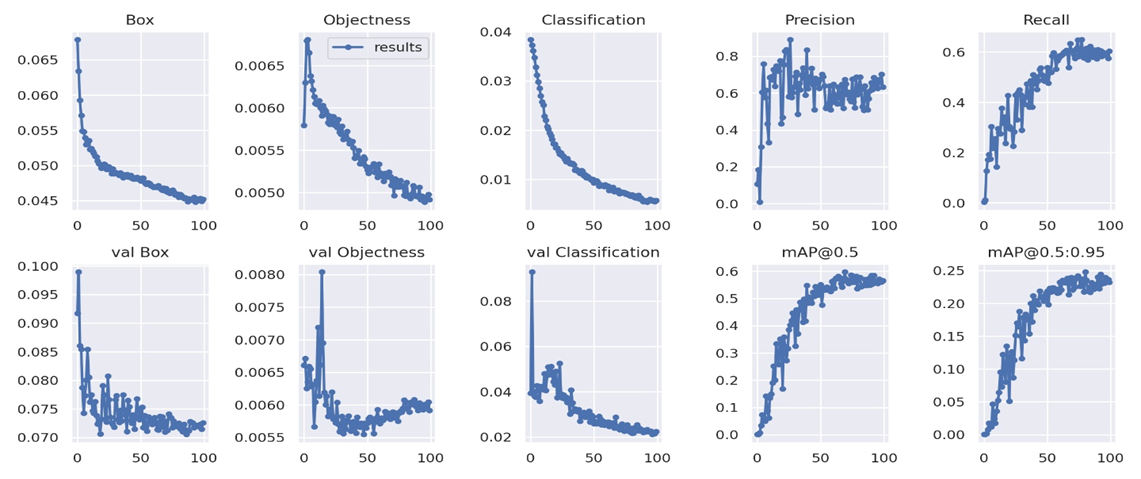 Box
Objectness
Classification
Precision
Recall
results
0.065
0.060
0.055
0.050
0.045
0 50 100
0.0065
0.0060
0.0055
0.0050
0 50 100
0.04
0.03
0.02
0.01
0 50 100
0.8
0.6
0.4
0.2
0.0
0 50 100
0.6
0.4
0.2
0.0
0 50 100
val Box
val Objectness
val Classification
mAP@0.5
mAP@0.5:0.95
0.100
0.095
0.090
0.085
0.080
0.075
0.070
0 50 100
0.0080
0.0075
0.0070
0.0065
0.0060
0.0055
0 50 100
0.08
0.06
0.04
0.02
0 50 100
0.6
0.5
0.4
0.3
0.2
0.1
0.0
0 50 100
0.25
0.20
0.15
0.10
0.05
0.00
0 50 100